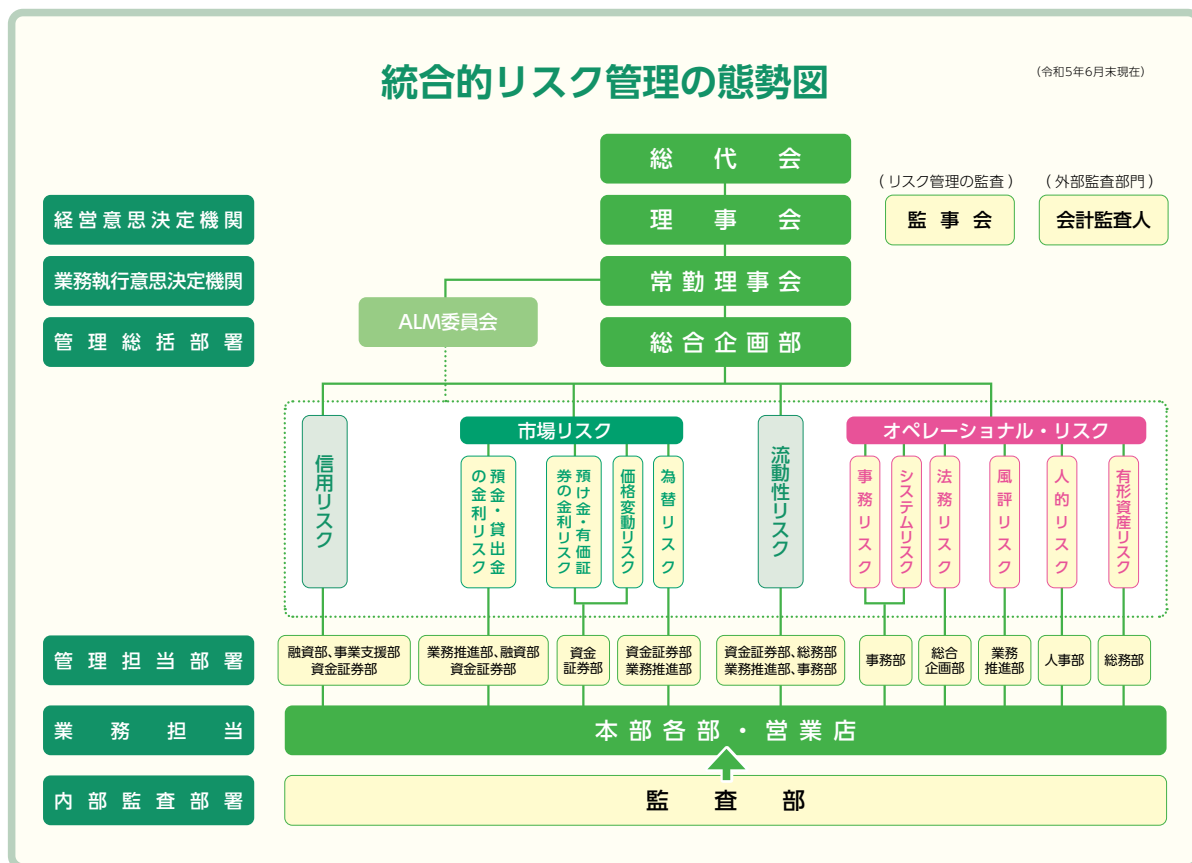 統合的リスク管理の態勢図
(令和5年6月末現在)
総代会
経営意思決定機関
理事会
(リスク管理の監査)
監事会
(外部監査部門)
会計監査人
業務執行意思決定機関
常勤理事会
ALM委員会
管理総括部署
総合企画部
信用リスク
市場リスク
預金・貸出金
の金利リスク
預け金・有価証
券の金利リスク
価格変動リスク
為替リスク
流動性リスク
オペレーショナル・リスク
事務リスク
システムリスク
法務リスク
風評リスク
人的リスク
有形資産リスク
管理担当部署
融資部、事業支援部
資金証券部
業務推進部、融資部
資金証券部
資金
証券部
資金証券部
業務推進部
資金証券部、総務部
業務推進部、事務部
事務部
総合
企画部
業務
推進部
人事部
総務部
業務担当
本部各部・営業店
内部監査部署
監査部